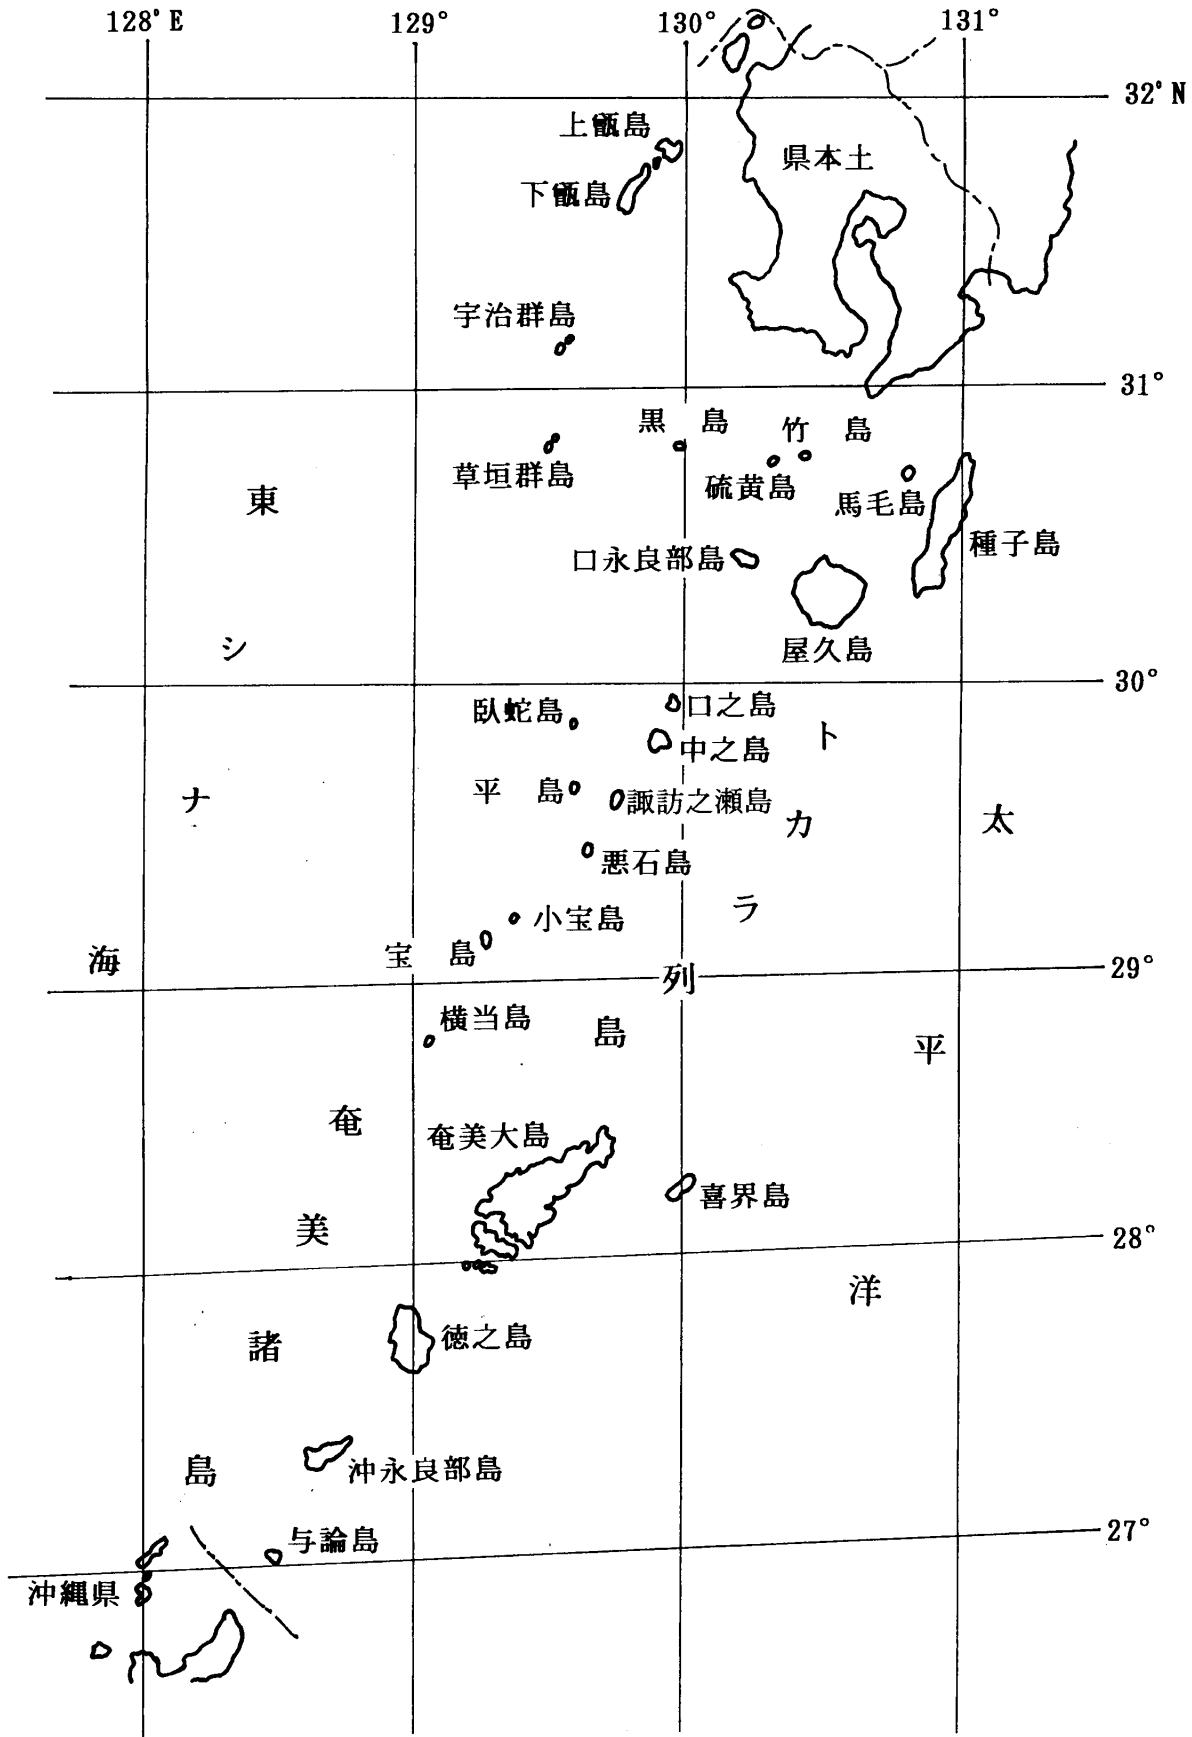 128°E 129° 130° 131°
32°N
上甑島
県本土
下甑島
宇治群島
31°
黒島
竹島
草垣群島
硫黄島
馬毛島
種子島
口永良部島
屋久島
30°
臥蛇島
口之島
中之島
平島
諏訪之瀬島
悪石島
小宝島
宝島
29°
横当島
奄美大島
喜界島
28°
徳之島
沖永良部島
27°
与論島
沖縄県
東シナ海
トカラ列島
太平洋
奄美諸島